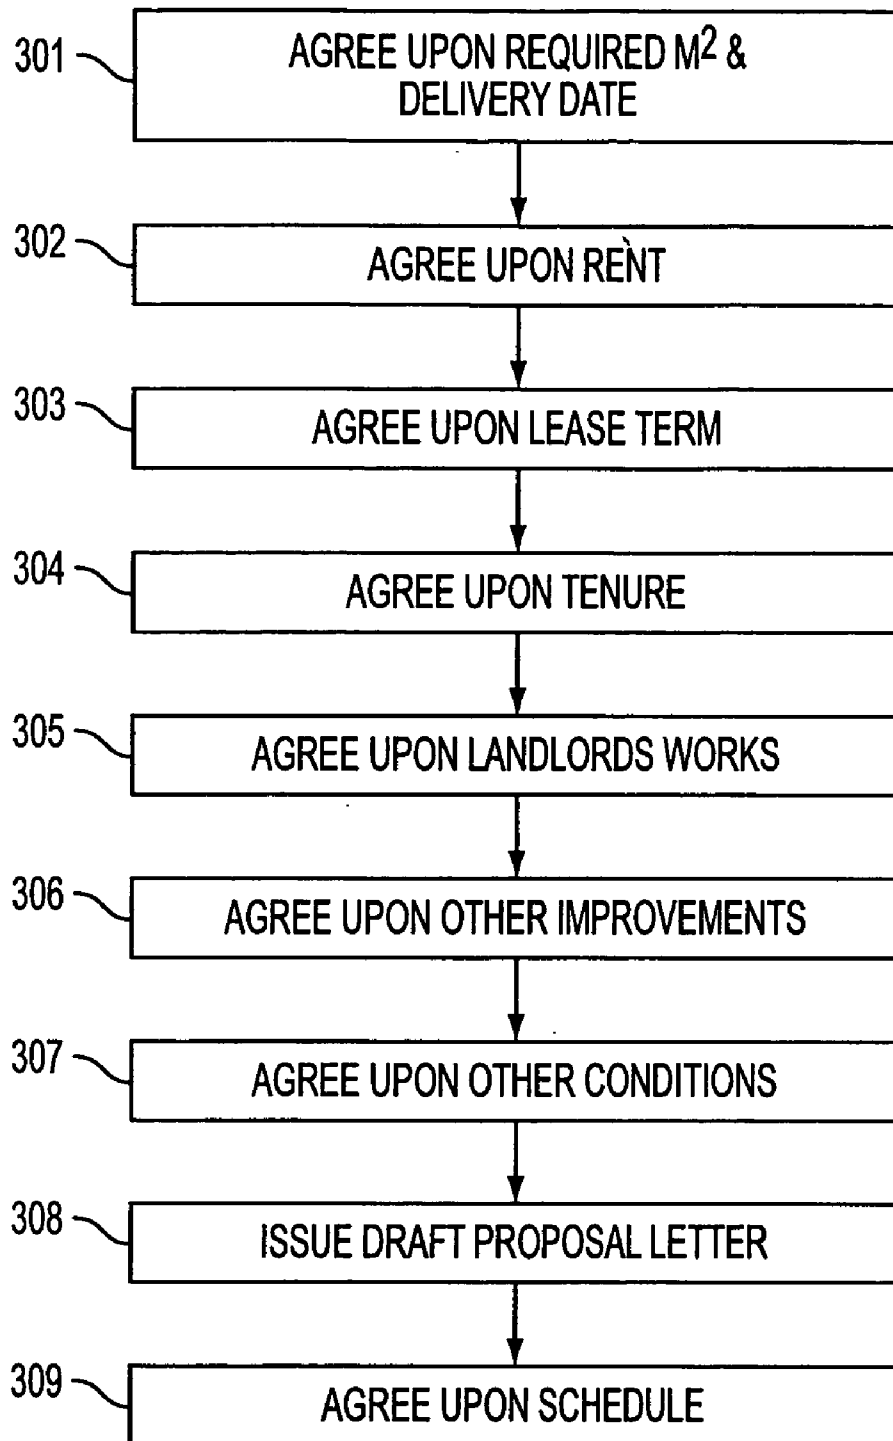 301
AGREE UPON REQUIRED M² &
DELIVERY DATE
302
AGREE UPON RENT
303
AGREE UPON LEASE TERM
304
AGREE UPON TENURE
305
AGREE UPON LANDLORDS WORKS
306
AGREE UPON OTHER IMPROVEMENTS
307
AGREE UPON OTHER CONDITIONS
308
ISSUE DRAFT PROPOSAL LETTER
309
AGREE UPON SCHEDULE